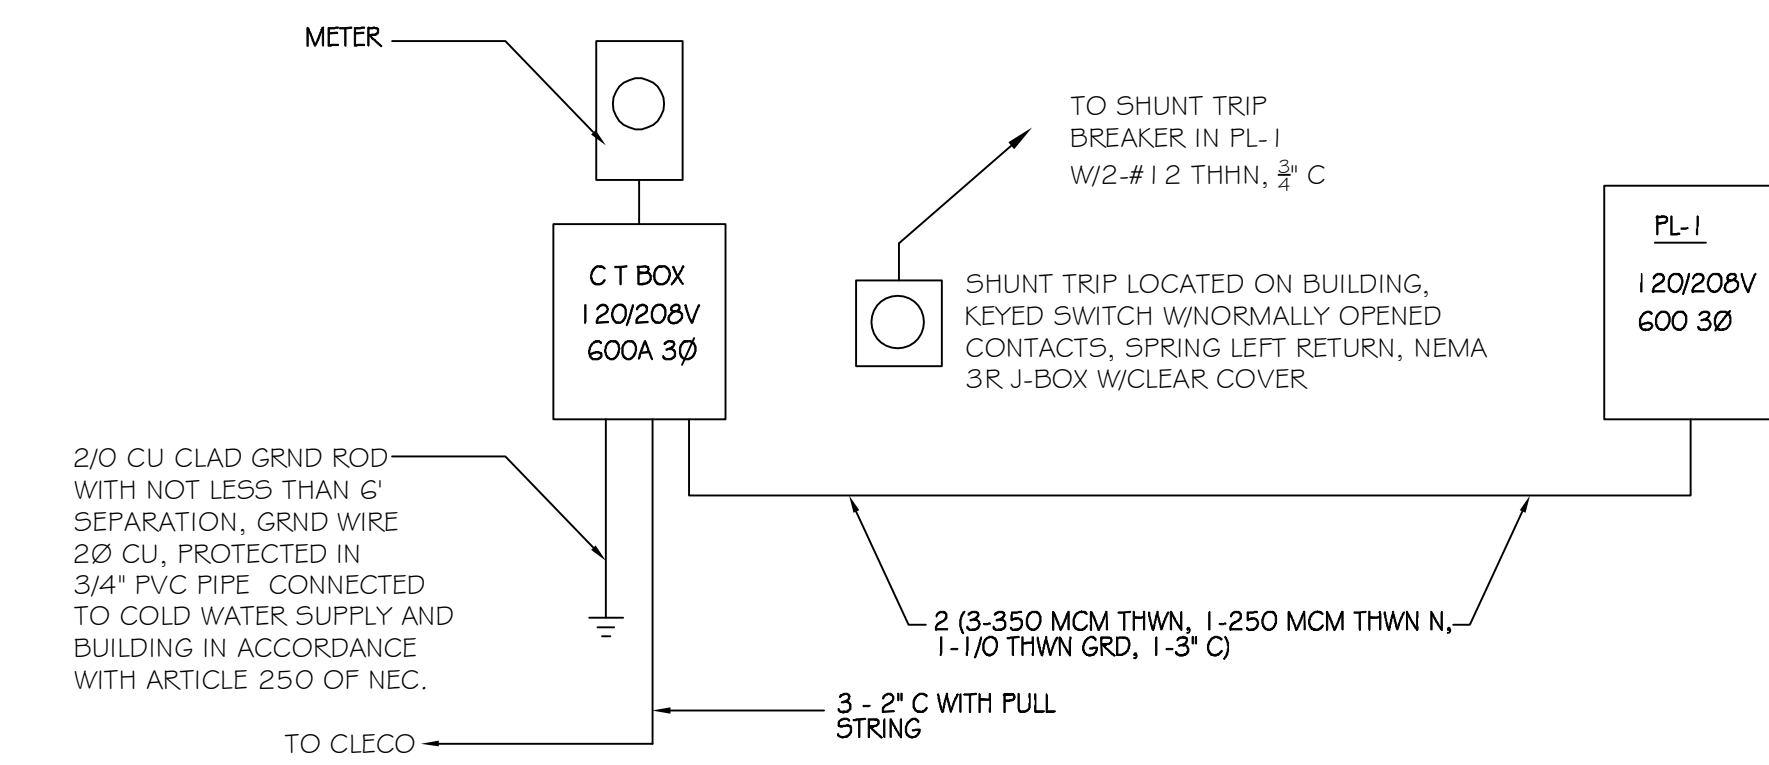 METER
TO SHUNT TRIP
BREAKER IN PL-1
W/2-#12 THHN, 3/4" C
PL-1
120/208V
600 3Ø
C T BOX
120/208V
600A 3Ø
SHUNT TRIP LOCATED ON BUILDING,
KEYED SWITCH W/NORMALLY OPENED
CONTACTS, SPRING LEFT RETURN, NEMA
3R J-BOX W/CLEAR COVER
2/0 CU CLAD GRND ROD
WITH NOT LESS THAN 6'
SEPARATION, GRND WIRE
2Ø CU, PROTECTED IN
3/4" PVC PIPE CONNECTED
TO COLD WATER SUPPLY AND
BUILDING IN ACCORDANCE
WITH ARTICLE 250 OF NEC.
2 (3-350 MCM THWN, 1-250 MCM THWN N,
1-1/0 THWN GRD, 1-3" C)
3 - 2" C WITH PULL
STRING
TO CLECO